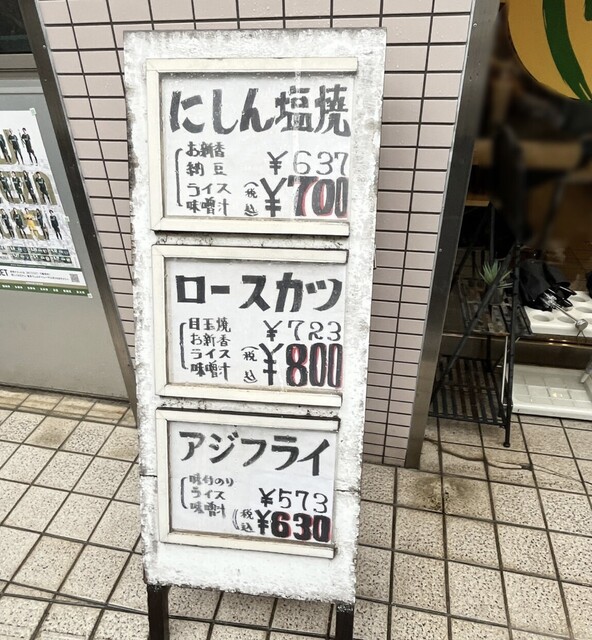 にしん塩焼
お新香
納豆
ライス
味噌汁
¥637
(税込
¥700
ロースカツ
目玉焼
お新香
ライス
味噌汁
¥723
(税込
¥800
アジフライ
味付のり
ライス
味噌汁
¥573
(税込
¥630